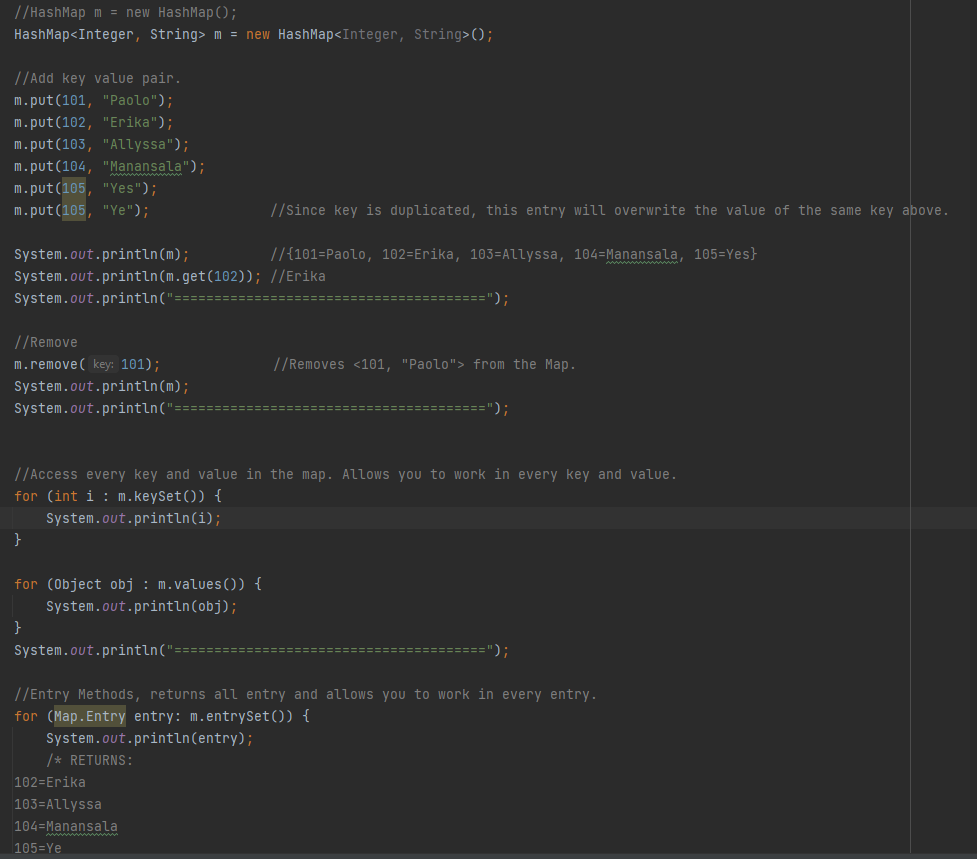 //HashMap m = new HashMap();
HashMap<Integer, String> m = new HashMap<Integer, String>();
//Add key value pair.
m.put(101, "Paolo");
m.put(102, "Erika");
m.put(103, "Allyssa");
m.put(104, "Manansala");
m.put(105, "Yes");
m.put(105, "Ye"); //Since key is duplicated, this entry will overwrite the value of the same key above.
System.out.println(m); //{101=Paolo, 102=Erika, 103=Allyssa, 104=Manansala, 105=Yes}
System.out.println(m.get(102)); //Erika
System.out.println("=======================================");
//Remove
m.remove( key: 101); //Removes <101, "Paolo"> from the Map.
System.out.println(m);
System.out.println("=======================================");
//Access every key and value in the map. Allows you to work in every key and value.
for (int i : m.keySet()) {
System.out.println(i);
}
for (Object obj : m.values()) {
System.out.println(obj);
}
System.out.println("=======================================");
//Entry Methods, returns all entry and allows you to work in every entry.
for (Map.Entry entry: m.entrySet()) {
System.out.println(entry);
/* RETURNS:
102=Erika
103=Allyssa
104=Manansala
105=Ye